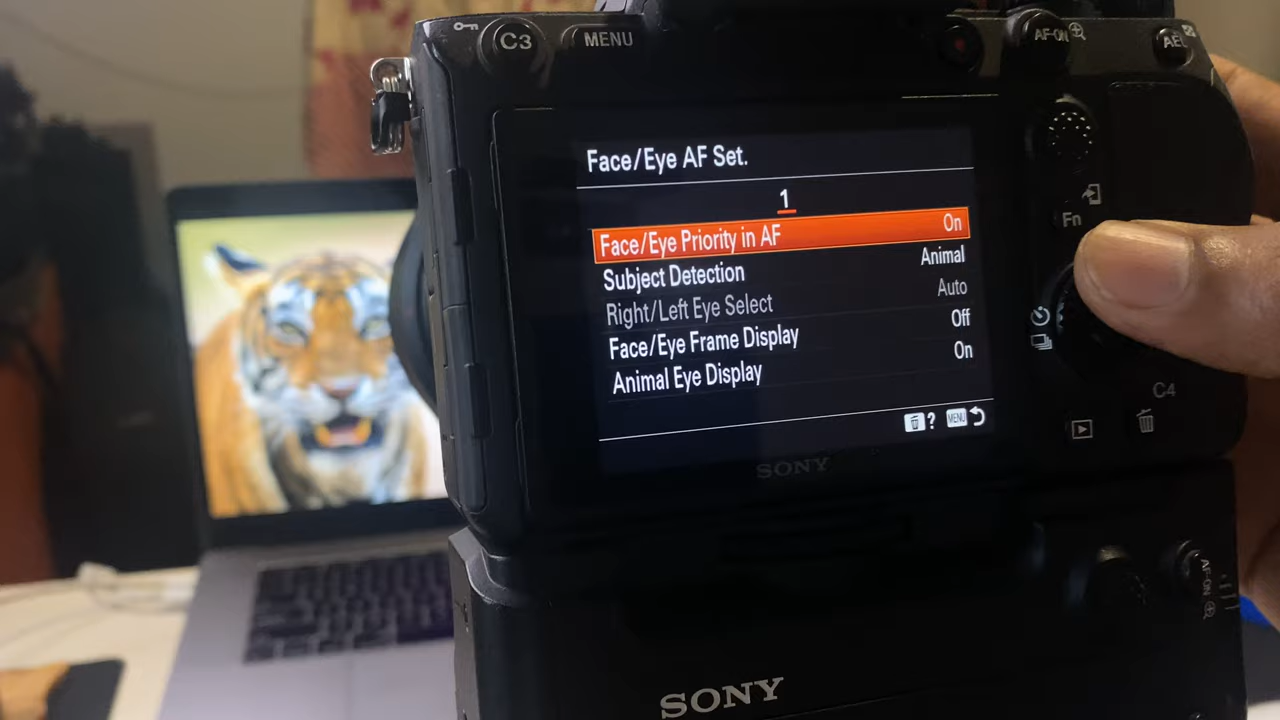 C3
MENU
AF-ON
AEL
Face/Eye AF Set.
1
Face/Eye Priority in AF On
Subject Detection Animal
Right/Left Eye Select Auto
Face/Eye Frame Display Off
Animal Eye Display On
? MENU
Fn
C4
SONY
AF-ON
SONY